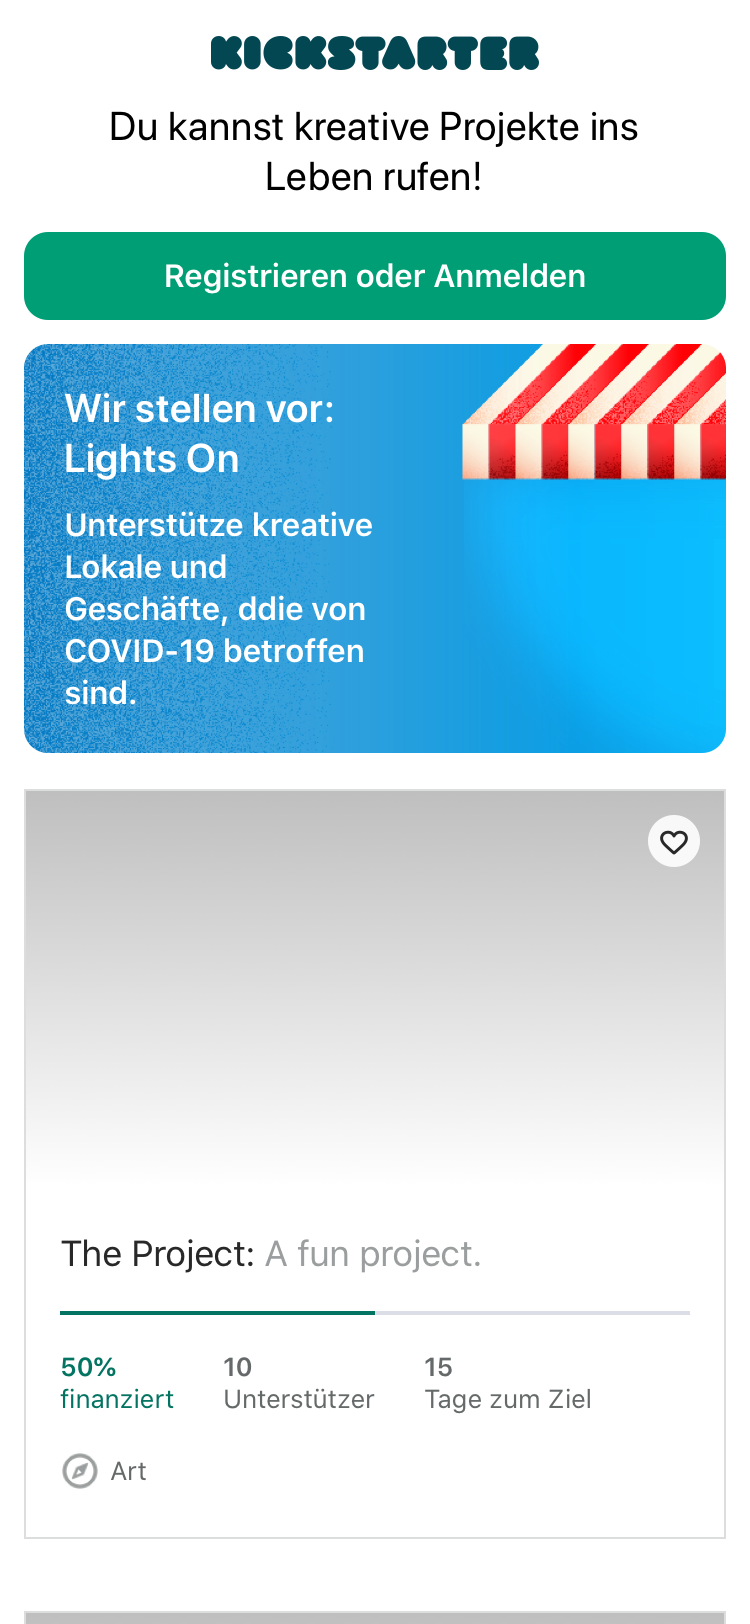 KICKSTARTER
Du kannst kreative Projekte ins
Leben rufen!
Registrieren oder Anmelden
Wir stellen vor:
Lights On
Unterstütze kreative
Lokale und
Geschäfte, ddie von
COVID-19 betroffen
sind.
The Project: A fun project.
50% 10 15
finanziert Unterstützer Tage zum Ziel
Art